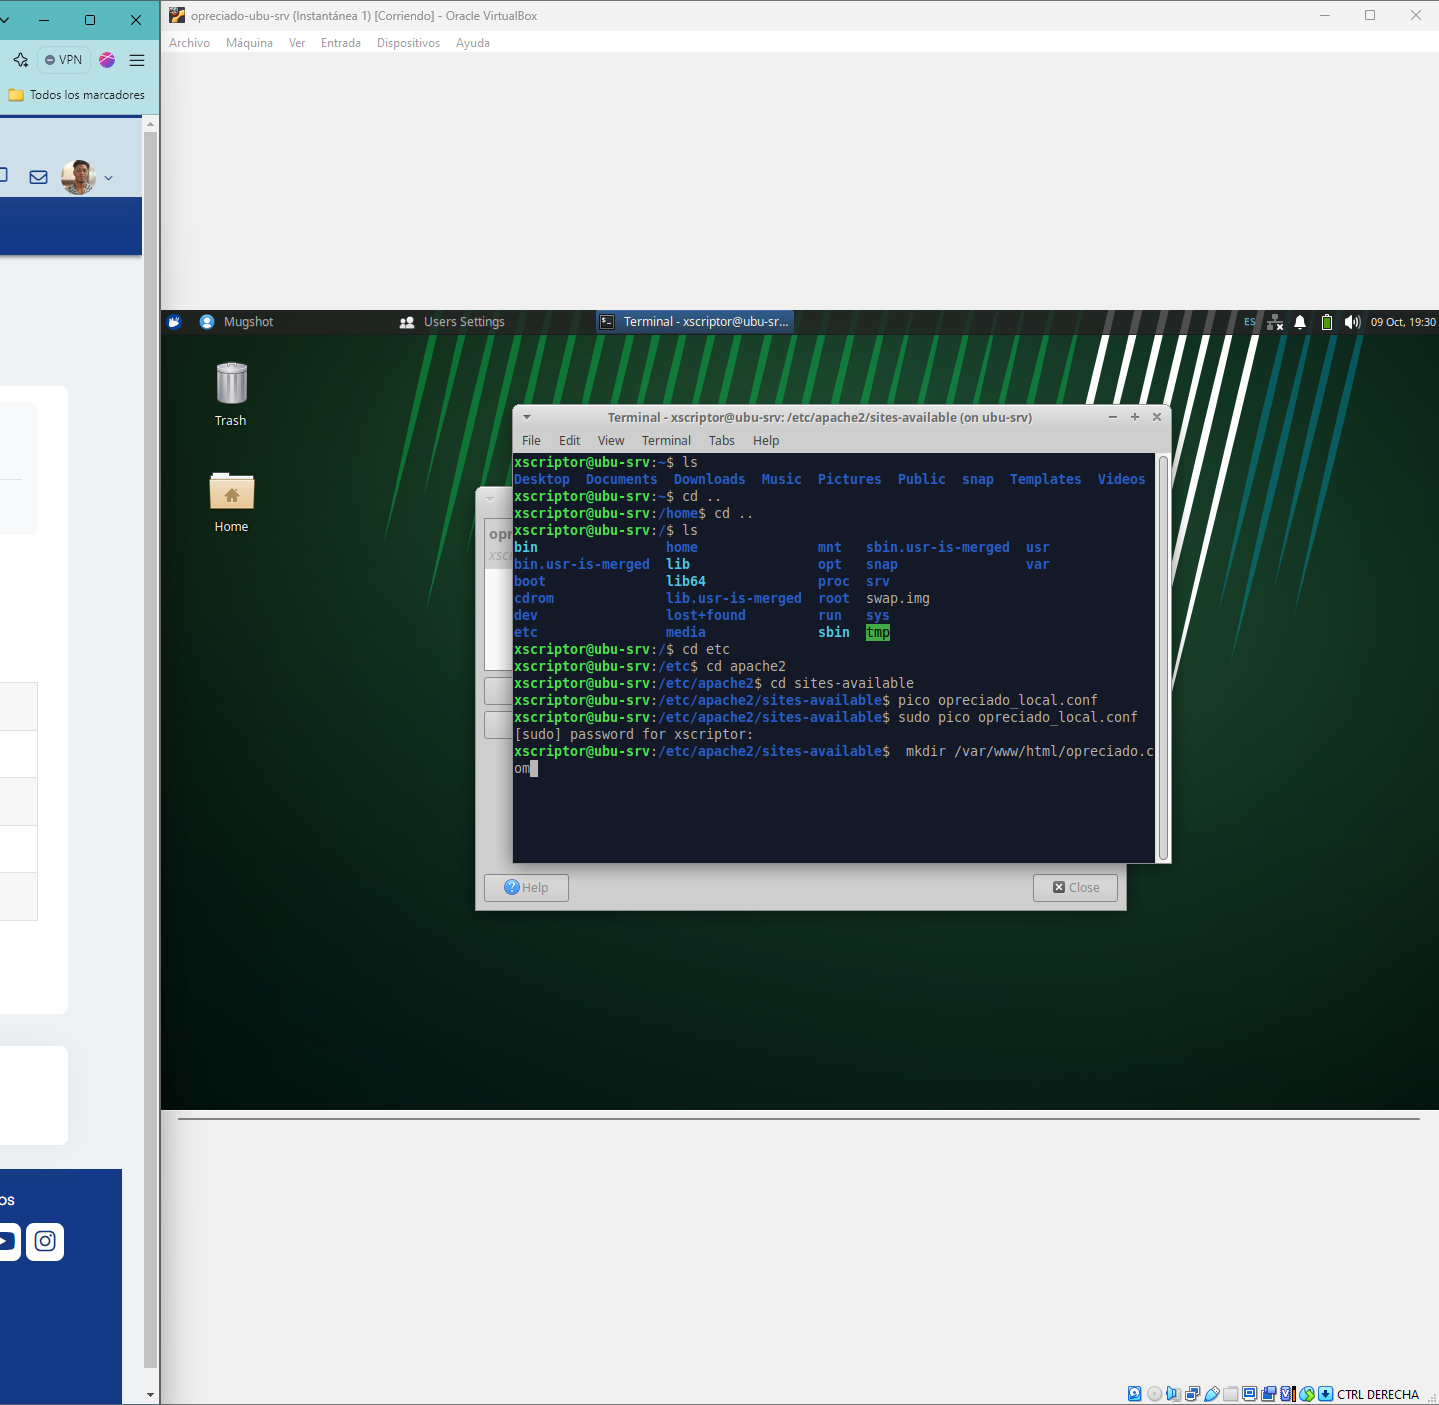 opreciado-ubu-srv (Instantánea 1) [Corriendo] - Oracle VirtualBox
Archivo Máquina Ver Entrada Dispositivos Ayuda
VPN
Todos los marcadores
Mugshot Users Settings Terminal - xscriptor@ubu-sr... ES 09 Oct, 19:30
Trash
Home
Terminal - xscriptor@ubu-srv: /etc/apache2/sites-available (on ubu-srv)
File Edit View Terminal Tabs Help
xscriptor@ubu-srv:~$ ls
Desktop Documents Downloads Music Pictures Public snap Templates Videos
xscriptor@ubu-srv:~$ cd ..
xscriptor@ubu-srv:/home$ cd ..
xscriptor@ubu-srv:/$ ls
bin home mnt sbin.usr-is-merged usr
bin.usr-is-merged lib opt snap var
boot lib64 proc srv
cdrom lib.usr-is-merged root swap.img
dev lost+found run sys
etc media sbin tmp
xscriptor@ubu-srv:/$ cd etc
xscriptor@ubu-srv:/etc$ cd apache2
xscriptor@ubu-srv:/etc/apache2$ cd sites-available
xscriptor@ubu-srv:/etc/apache2/sites-available$ pico opreciado_local.conf
xscriptor@ubu-srv:/etc/apache2/sites-available$ sudo pico opreciado_local.conf
[sudo] password for xscriptor:
xscriptor@ubu-srv:/etc/apache2/sites-available$  mkdir /var/www/html/opreciado.c
om
opr
xsc
Help Close
os
CTRL DERECHA